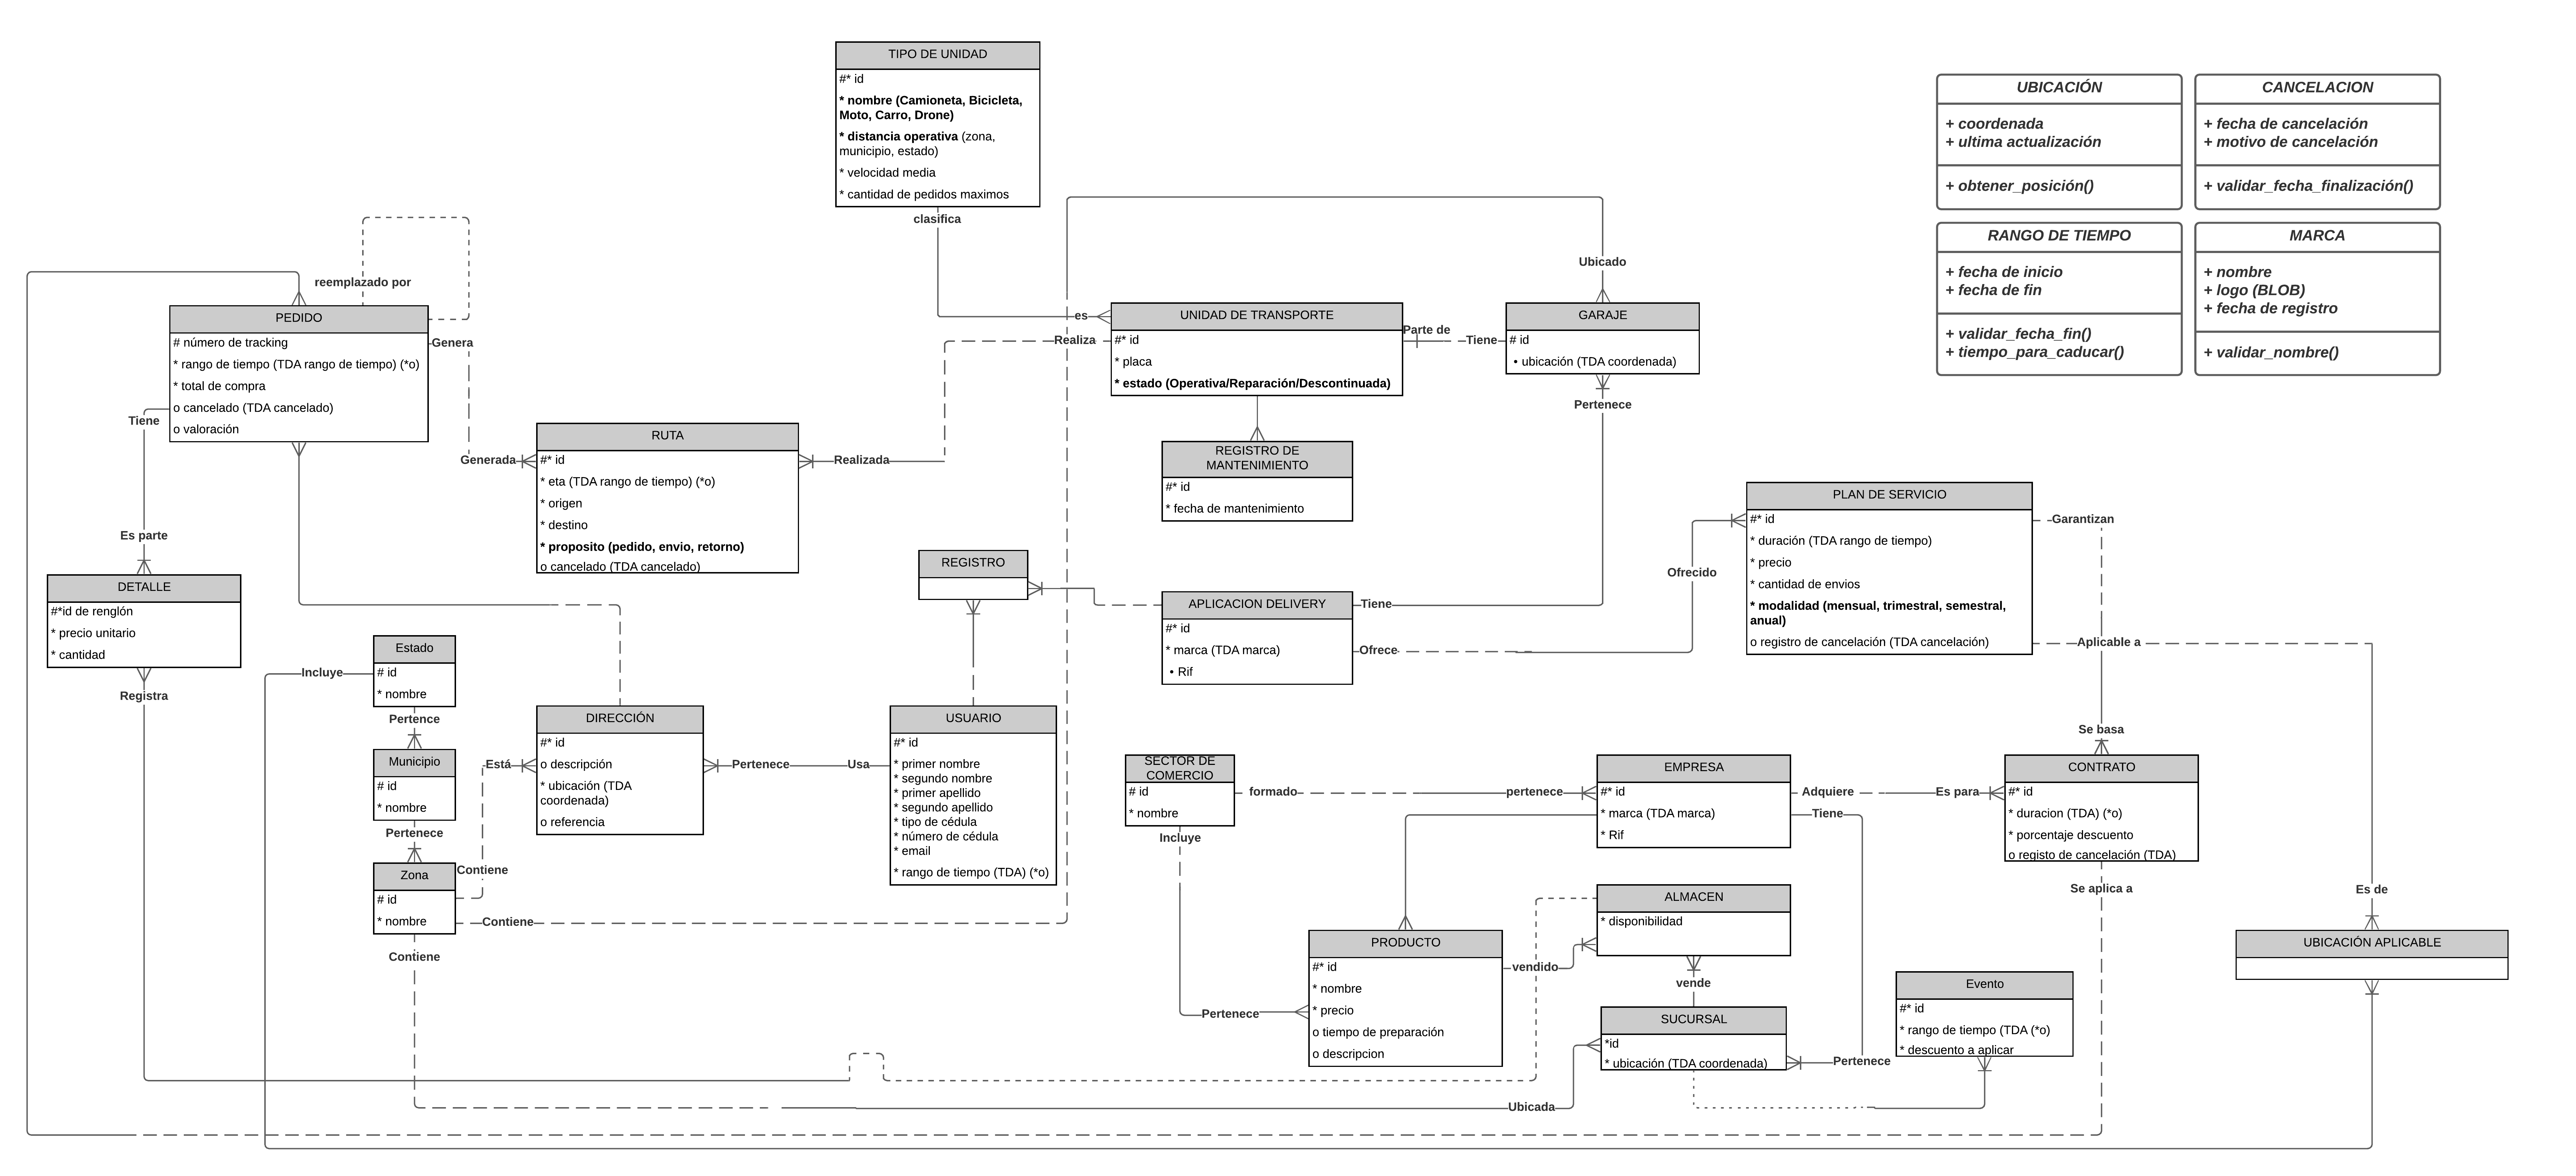 TIPO DE UNIDAD
#* id
* nombre (Camioneta, Bicicleta,
Moto, Carro, Drone)
* distancia operativa (zona,
municipio, estado)
* velocidad media
* cantidad de pedidos maximos
clasifica
es
UBICACIÓN
+ coordenada
+ ultima actualización
+ obtener_posición()
CANCELACION
+ fecha de cancelación
+ motivo de cancelación
+ validar_fecha_finalización()
RANGO DE TIEMPO
+ fecha de inicio
+ fecha de fin
+ validar_fecha_fin()
+ tiempo_para_caducar()
MARCA
+ nombre
+ logo (BLOB)
+ fecha de registro
+ validar_nombre()
reemplazado por
PEDIDO
# número de tracking
* rango de tiempo (TDA rango de tiempo) (*o)
* total de compra
o cancelado (TDA cancelado)
o valoración
Genera
Generada
Tiene
Es parte
UNIDAD DE TRANSPORTE
#* id
* placa
* estado (Operativa/Reparación/Discontinuada)
Realiza
Realizada
Parte de
Tiene
Ubicado
GARAJE
# id
• ubicación (TDA coordenada)
Pertenece
RUTA
#* id
* eta (TDA rango de tiempo) (*o)
* origen
* destino
* proposito (pedido, envio, retorno)
o cancelado (TDA cancelado)
REGISTRO DE
MANTENIMIENTO
#* id
* fecha de mantenimiento
PLAN DE SERVICIO
#* id
* duración (TDA rango de tiempo)
* precio
* cantidad de envios
* modalidad (mensual, trimestral, semestral,
anual)
o registro de cancelación (TDA cancelación)
Garantizan
Aplicable a
Ofrecido
REGISTRO
APLICACION DELIVERY
#* id
* marca (TDA marca)
• Rif
Tiene
Ofrece
DETALLE
#*id de renglón
* precio unitario
* cantidad
Registra
Incluye
Estado
# id
* nombre
Pertence
Municipio
# id
* nombre
Pertenece
Zona
# id
* nombre
Está
Contiene
Contiene
Contiene
DIRECCIÓN
#* id
o descripción
* ubicación (TDA
coordenada)
o referencia
Pertenece
Usa
USUARIO
#* id
* primer nombre
* segundo nombre
* primer apellido
* segundo apellido
* tipo de cédula
* número de cédula
* email
* rango de tiempo (TDA) (*o)
SECTOR DE
COMERCIO
# id
* nombre
formado
pertenece
Incluye
Pertenece
EMPRESA
#* id
* marca (TDA marca)
* Rif
Adquiere
Es para
Tiene
Se basa
CONTRATO
#* id
* duracion (TDA) (*o)
* porcentaje descuento
o registo de cancelación (TDA)
Se aplica a
Es de
UBICACIÓN APLICABLE
ALMACEN
* disponibilidad
vendido
vende
PRODUCTO
#* id
* nombre
* precio
o tiempo de preparación
o descripcion
SUCURSAL
*id
* ubicación (TDA coordenada)
Pertenece
Ubicada
Evento
#* id
* rango de tiempo (TDA (*o)
* descuento a aplicar